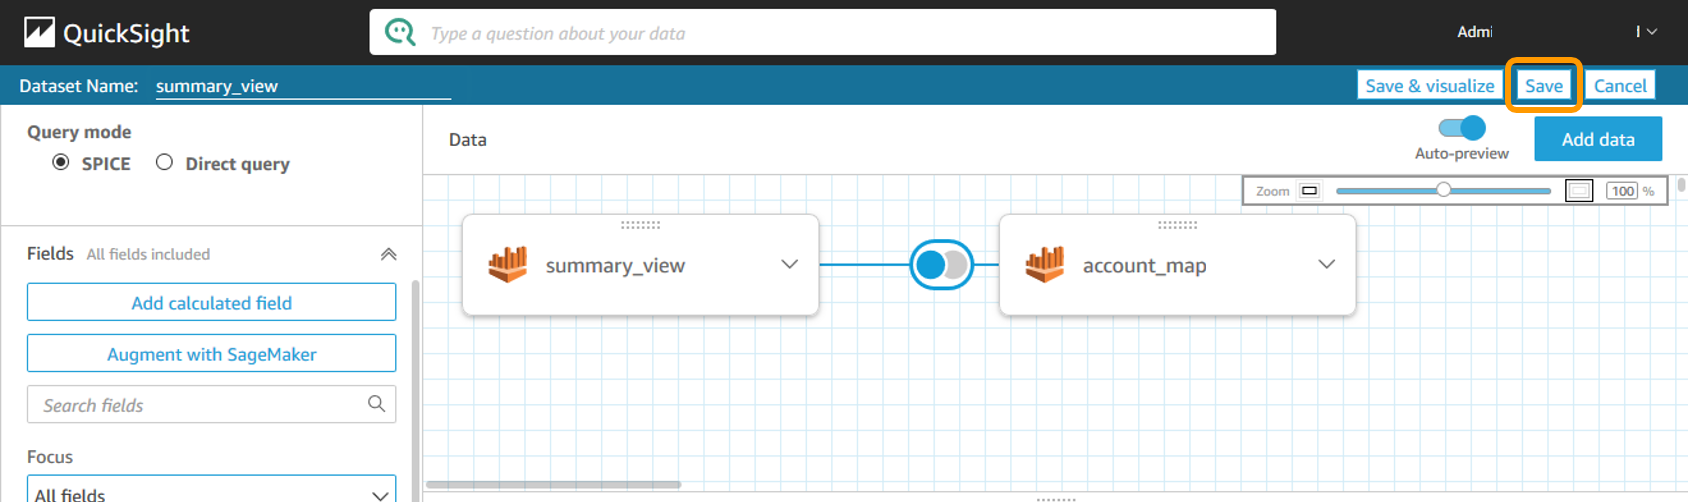 QuickSight
Type a question about your data
Admi
Dataset Name: summary_view
Save & visualize
Save
Cancel
Query mode
SPICE
Direct query
Data
Auto-preview
Add data
Zoom
100 %
Fields All fields included
Add calculated field
Augment with SageMaker
Search fields
Focus
All fields
summary_view
account_map